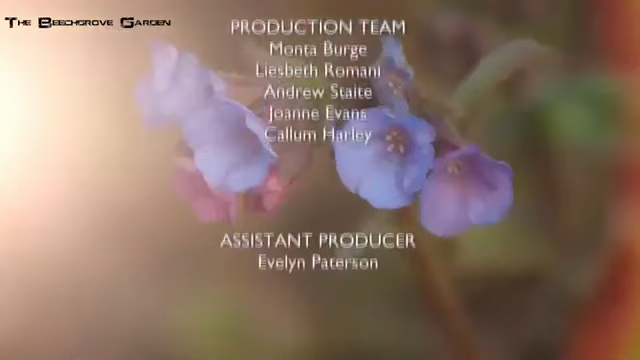 The Beechgrove Garden
PRODUCTION TEAM
Monta Burge
Liesbeth Romani
Andrew Staite
Joanne Evans
Callum Harley
ASSISTANT PRODUCER
Evelyn Paterson